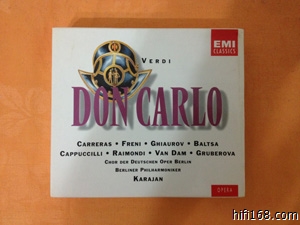 EMI
CLASSICS
VERDI
DON CARLO
CARRERAS • FRENI • GHIAUROV • BALTSA
CAPPUCCILLI • RAIMONDI • VAN DAM • GRUBEROVA
CHOR DER DEUTSCHEN OPER BERLIN
BERLINER PHILHARMONIKER
KARAJAN
OPERA
hifi168.com